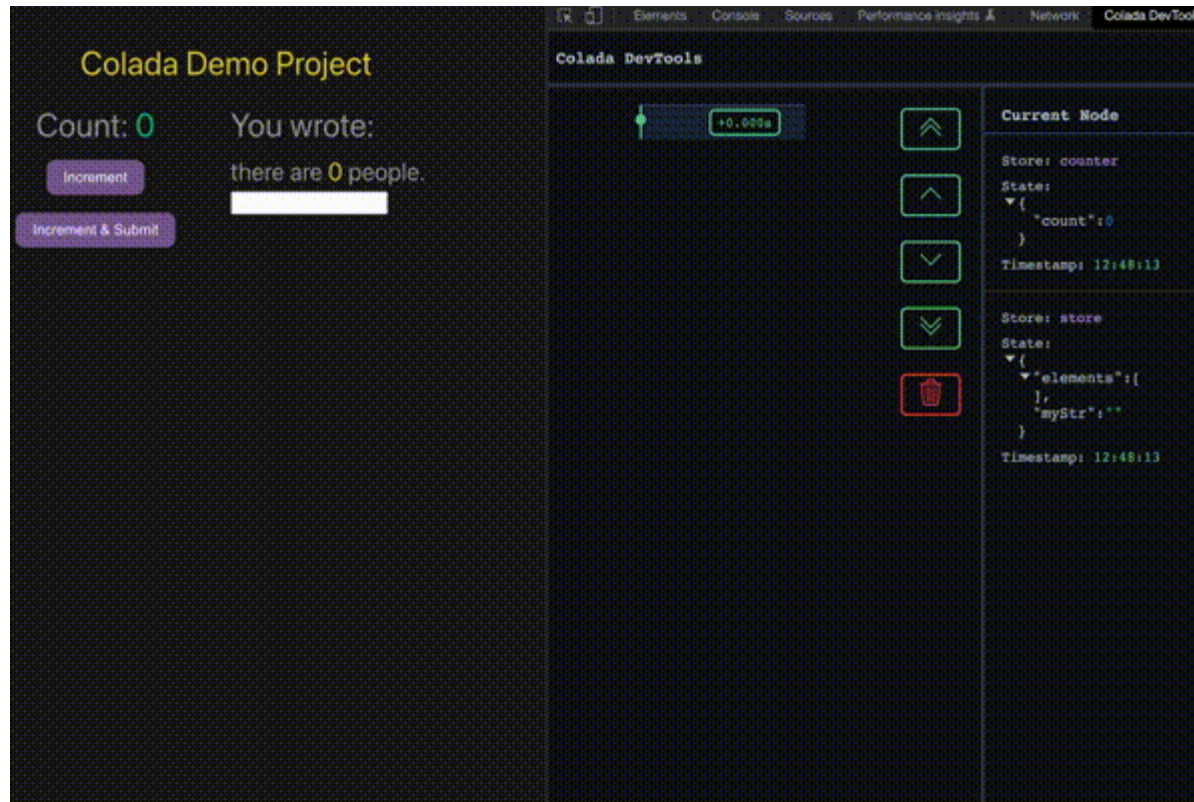 Colada Demo Project
Count: 0
Increment
Increment & Submit
You wrote:
there are 0 people.
Elements Console Sources Performance insights Network Colada DevTool
Colada DevTools
+0.000s
Current Node
Store: counter
State:
{
"count":0
}
Timestamp: 12:48:13
Store: store
State:
{
"elements":[
],
"myStr":""
}
Timestamp: 12:48:13